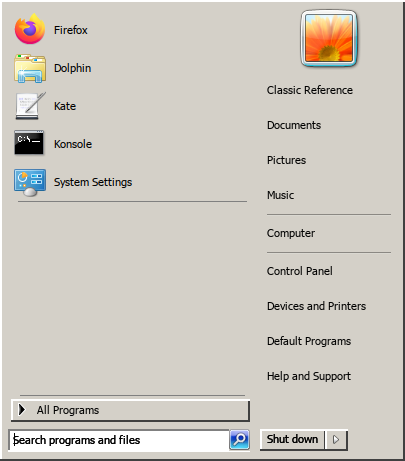 Firefox
Dolphin
Kate
Konsole
System Settings
All Programs
Search programs and files
Classic Reference
Documents
Pictures
Music
Computer
Control Panel
Devices and Printers
Default Programs
Help and Support
Shut down